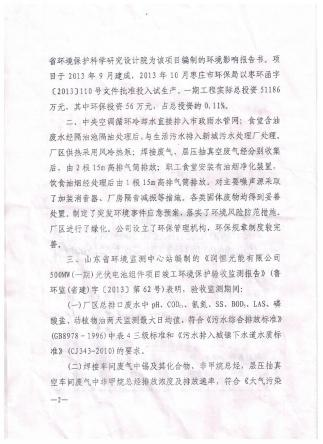 省环境保护科学研究设计院为该项目编制的环境影响报告书。项
目于 2013 年 9 月建成，2013 年 10 月枣庄市环保局以枣环函字
〔2013〕110 号文件批准投入试生产。一期工程实际总投资 51186
万元，其中环保投资 56 万元，占总投资的 0.11%。
二、中央空调循环冷却水直接排入市政雨水管网；食堂含油
废水经隔油池隔油处理后，与生活污水排入新城污水处理厂处理。
厂区供热采用风冷热泵；焊接废气、层压抽真空废气经分别收集
后，由 2 根 15m 高排气筒排放。职工食堂安装有油烟净化装置，
饮食油烟经处理后由 1 根 15m 高排气筒排放。对主要噪声源采取
了加装消音器、厂房隔音减振等措施。各类固体废物均得到妥善
处置。制定了突发环境事件应急预案，落实了环境风险防范措施。
厂区进行了绿化。公司设立了环保管理机构，环保规章制度较完
善。
三、山东省环境监测中心站编制的《润恒光能有限公司
500MW(一期)光伏电池组件项目竣工环境保护验收监测报告》(鲁
环监(省建)字〔2013〕第 62 号)表明，验收监测期间：
(一)厂区总排口废水中 pH、CODcr、氨氮、SS、BOD₅、LAS、磷
酸盐、动植物油两天监测最大日均值，符合《污水综合排放标准》
(GB8978－1996)中表 4 三级标准和《污水排入城镇下水道水质标
准》(CJ343-2010)的要求。
(二)焊接车间废气中锡及其化合物、非甲烷总烃，层压抽真
空车间废气中非甲烷总烃排放浓度及排放速率，符合《大气污染
—2—